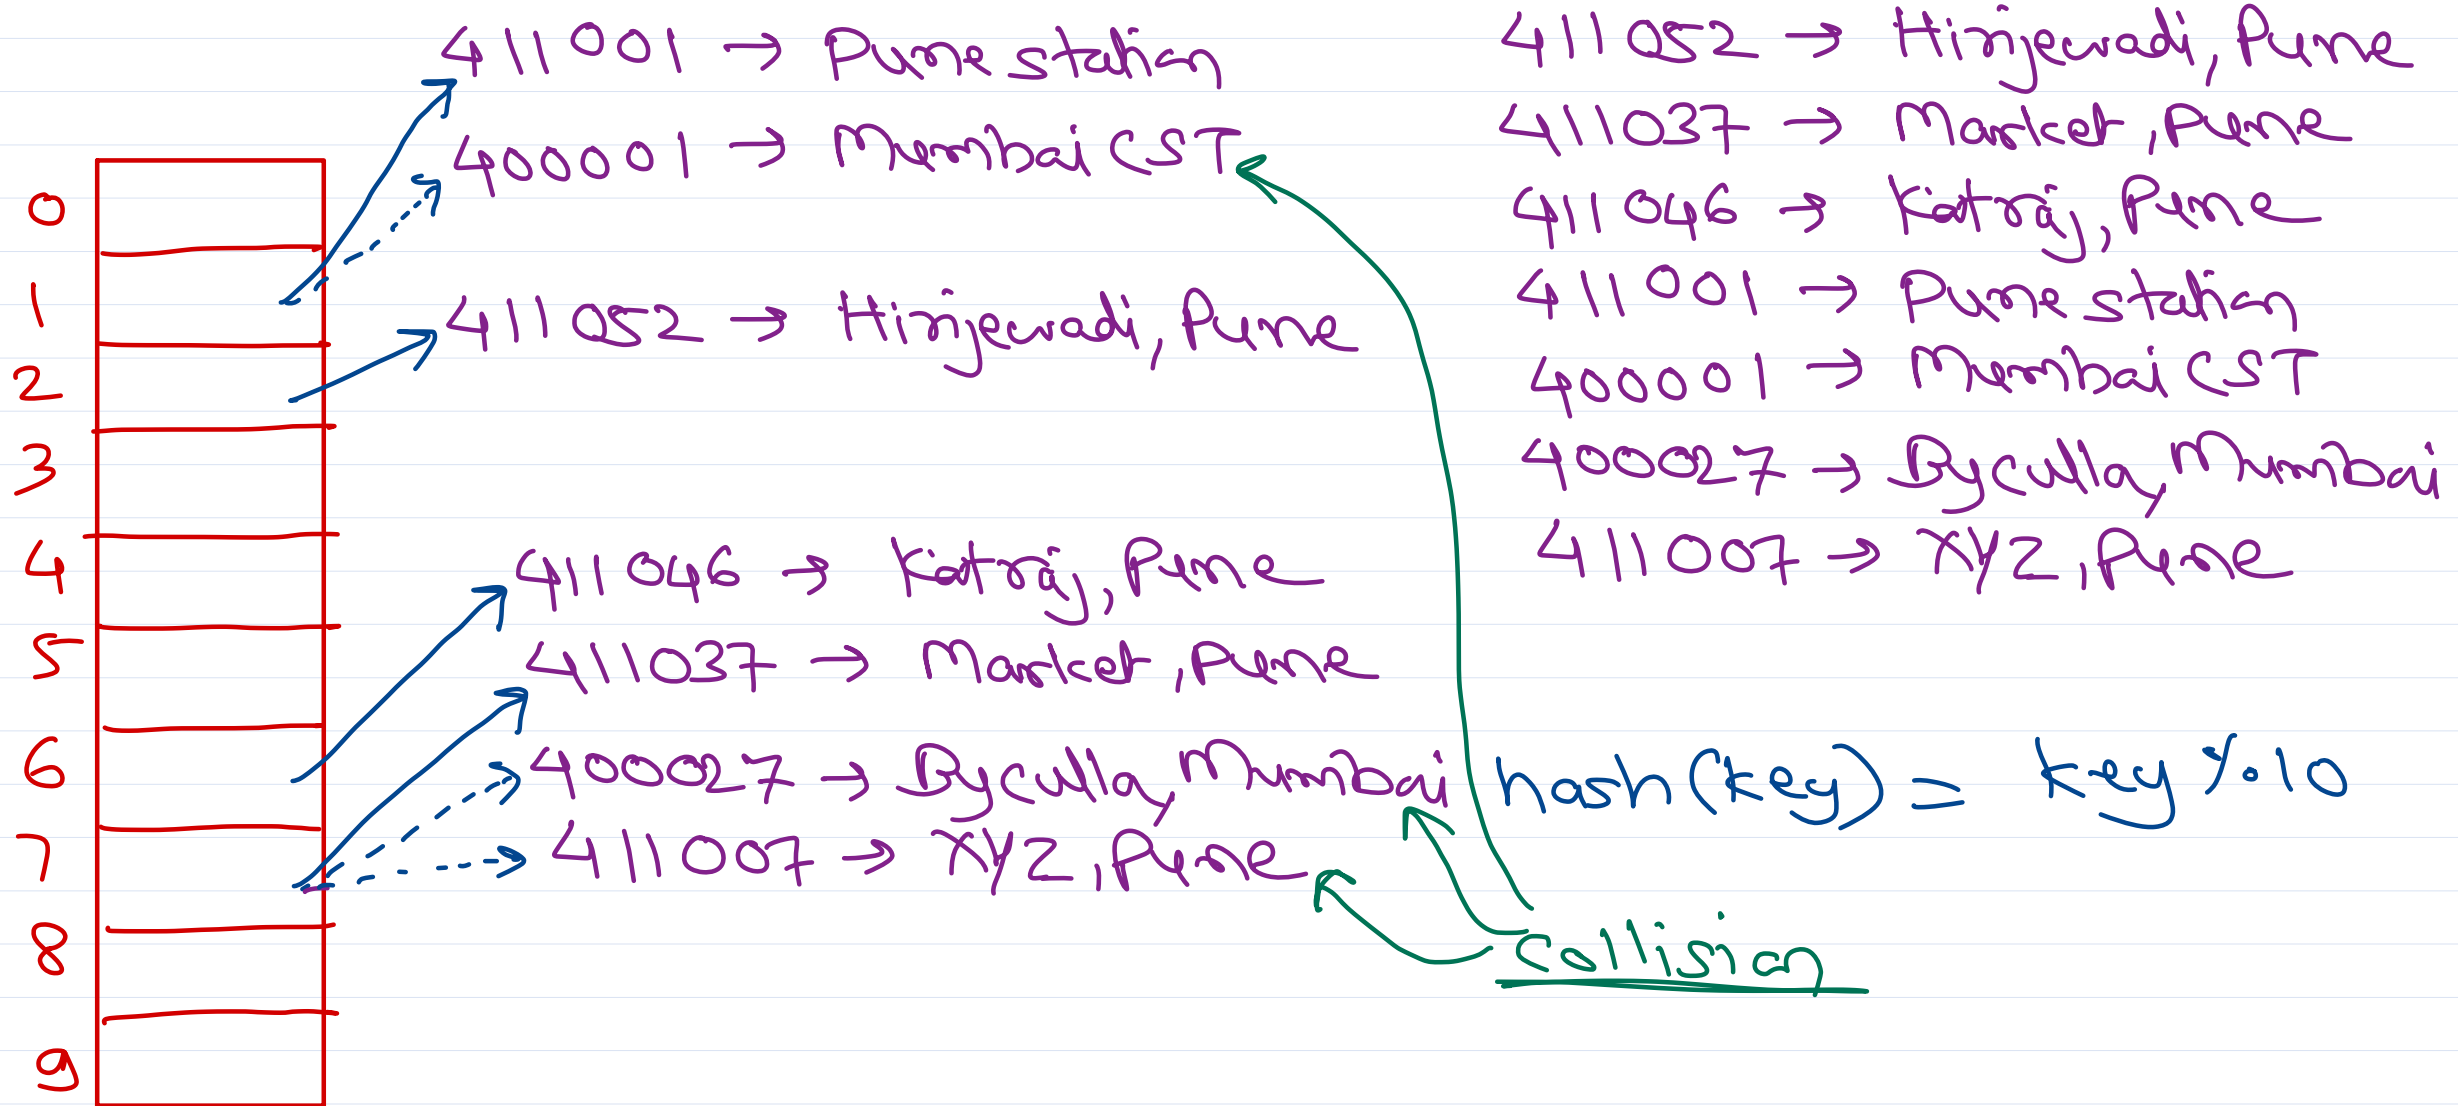 411001 → Pune station
400001 → Mumbai CST
411052 → Hinjewadi, Pune
411046 → Katraj, Pune
411037 → Market, Pune
400027 → Byculla, Mumbai
411007 → XYZ, Pune
0
1
2
3
4
5
6
7
8
9
411052 → Hinjewadi, Pune
411037 → Market, Pune
411046 → Katraj, Pune
411001 → Pune station
400001 → Mumbai CST
400027 → Byculla, Mumbai
411007 → XYZ, Pune
hash(key) = key % 10
Collision